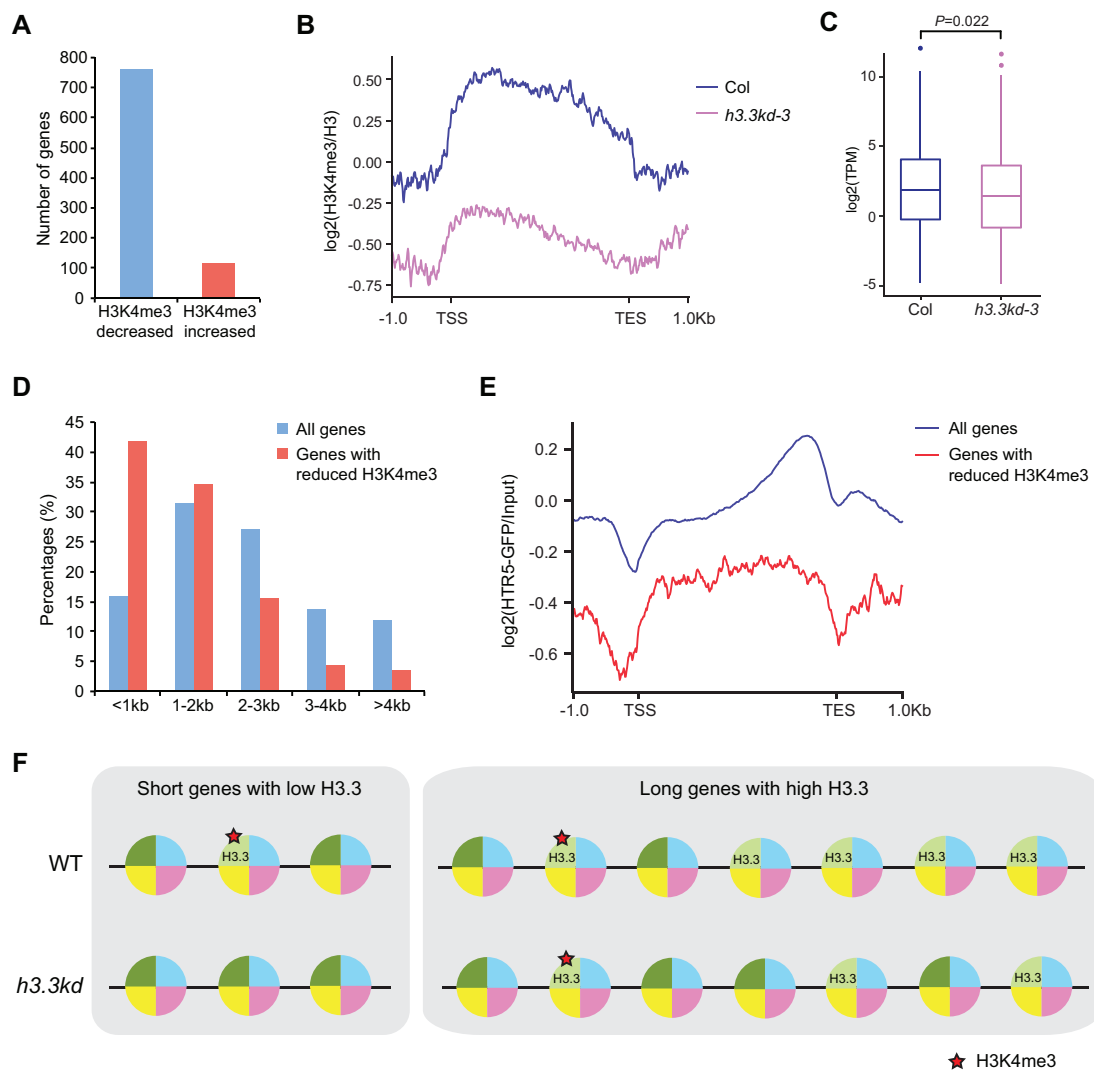 A
800
700
600
500
400
300
200
100
0
Number of genes
H3K4me3
decreased
H3K4me3
increased
B
0.50
0.25
0.00
-0.25
-0.50
-0.75
log2(H3K4me3/H3)
-1.0
TSS
TES
1.0Kb
Col
h3.3kd-3
C
P=0.022
10
5
0
-5
log2(TPM)
Col
h3.3kd-3
D
45
40
35
30
25
20
15
10
5
0
Percentages (%)
<1kb
1-2kb
2-3kb
3-4kb
>4kb
All genes
Genes with
reduced H3K4me3
E
0.2
0.0
-0.2
-0.4
-0.6
log2(HTR5-GFP/Input)
-1.0
TSS
TES
1.0Kb
All genes
Genes with
reduced H3K4me3
F
Short genes with low H3.3
Long genes with high H3.3
WT
H3.3
H3.3
H3.3
H3.3
H3.3
H3.3
h3.3kd
H3.3
H3.3
H3.3
H3K4me3